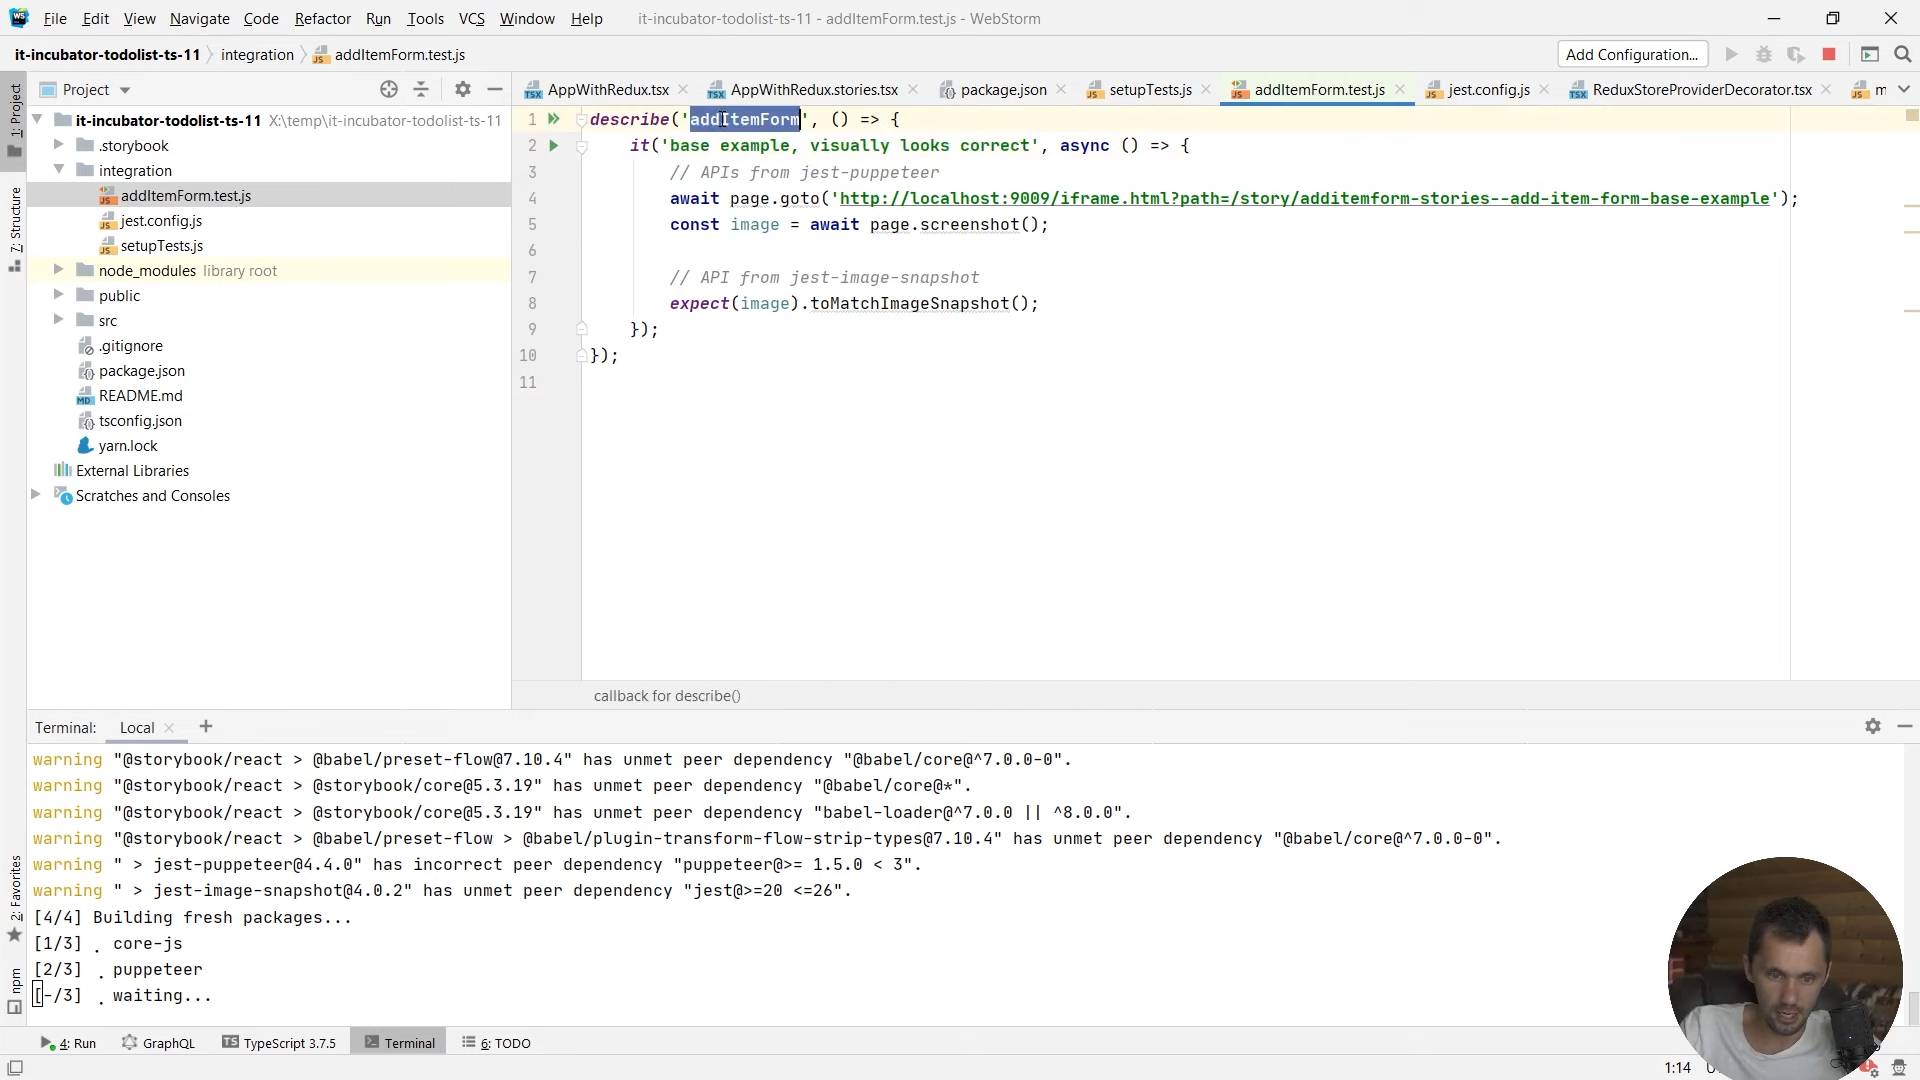 File Edit View Navigate Code Refactor Run Tools VCS Window Help it-incubator-todolist-ts-11 - addItemForm.test.js - WebStorm
it-incubator-todolist-ts-11 integration addItemForm.test.js Add Configuration...
Project
AppWithRedux.tsx AppWithRedux.stories.tsx package.json setupTests.js addItemForm.test.js jest.config.js ReduxStoreProviderDecorator.tsx m
1: Project
7: Structure
2: Favorites
npm
it-incubator-todolist-ts-11 X:\temp\it-incubator-todolist-ts-11
.storybook
integration
addItemForm.test.js
jest.config.js
setupTests.js
node_modules library root
public
src
.gitignore
package.json
README.md
tsconfig.json
yarn.lock
External Libraries
Scratches and Consoles
1 describe('addItemForm', () => {
2 it('base example, visually looks correct', async () => {
3 // APIs from jest-puppeteer
4 await page.goto('http://localhost:9009/iframe.html?path=/story/additemform-stories--add-item-form-base-example');
5 const image = await page.screenshot();
6
7 // API from jest-image-snapshot
8 expect(image).toMatchImageSnapshot();
9 });
10 });
11
callback for describe()
Terminal: Local
warning "@storybook/react > @babel/preset-flow@7.10.4" has unmet peer dependency "@babel/core@^7.0.0-0".
warning "@storybook/react > @storybook/core@5.3.19" has unmet peer dependency "@babel/core@*".
warning "@storybook/react > @storybook/core@5.3.19" has unmet peer dependency "babel-loader@^7.0.0 || ^8.0.0".
warning "@storybook/react > @babel/preset-flow > @babel/plugin-transform-flow-strip-types@7.10.4" has unmet peer dependency "@babel/core@^7.0.0-0".
warning " > jest-puppeteer@4.4.0" has incorrect peer dependency "puppeteer@>= 1.5.0 < 3".
warning " > jest-image-snapshot@4.0.2" has unmet peer dependency "jest@>=20 <=26".
[4/4] Building fresh packages...
[1/3] . core-js
[2/3] . puppeteer
[-/3] . waiting...
4: Run GraphQL TypeScript 3.7.5 Terminal 6: TODO
1:14